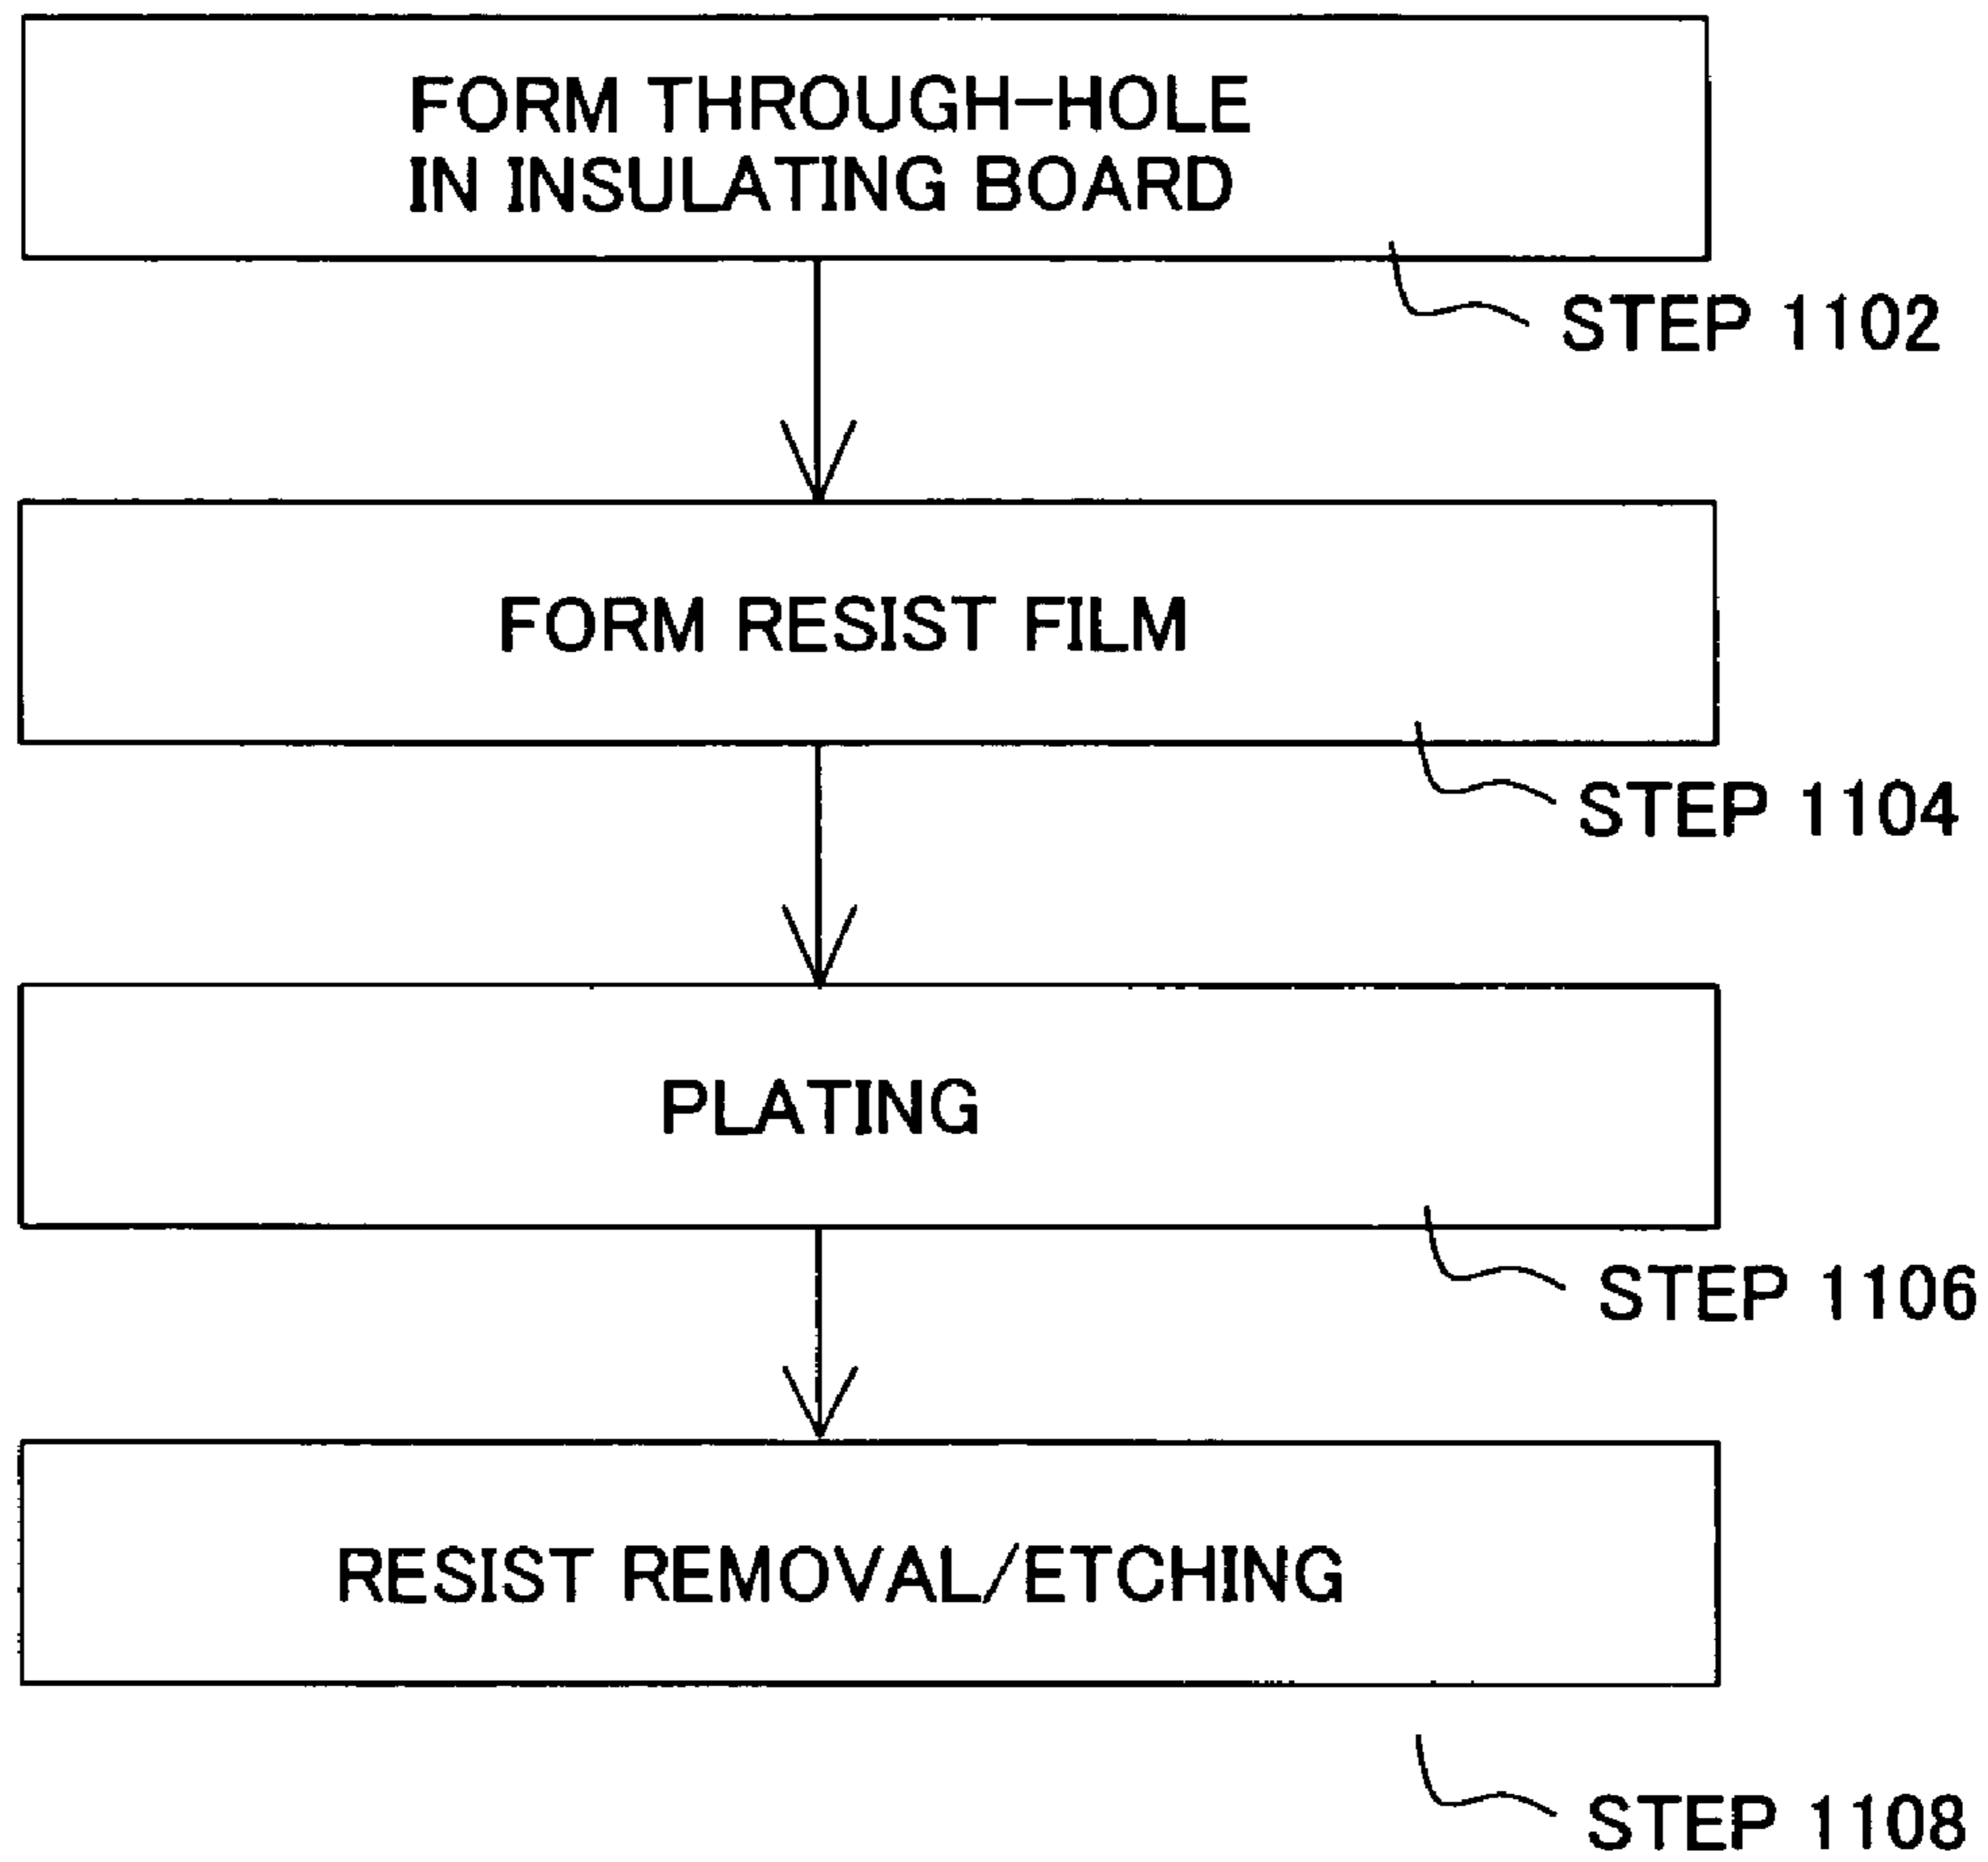 FORM THROUGH-HOLE
IN INSULATING BOARD
STEP 1102
FORM RESIST FILM
STEP 1104
PLATING
STEP 1106
RESIST REMOVAL/ETCHING
STEP 1108